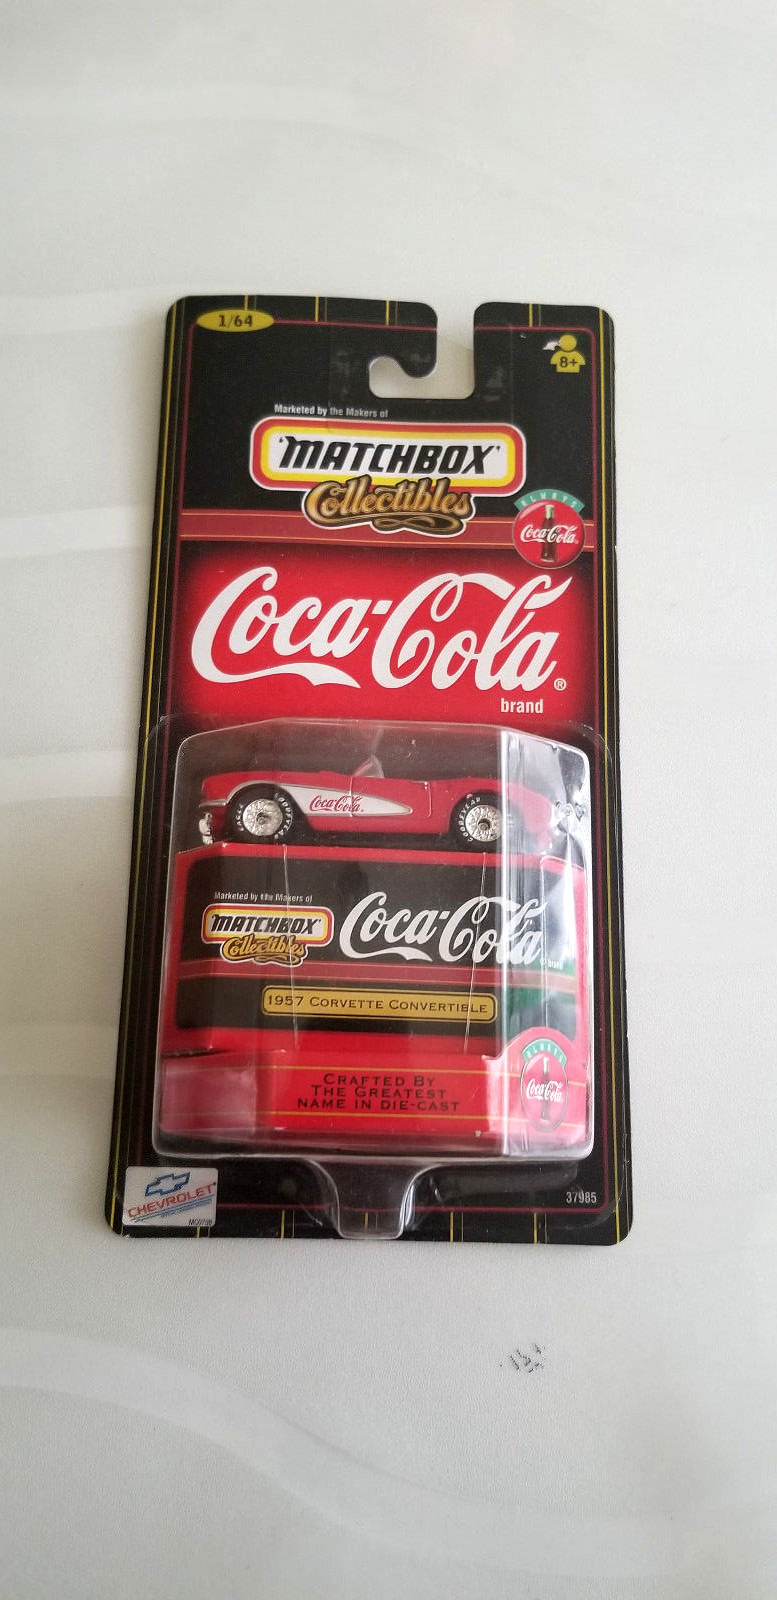 1/64
8+
Marketed by the Makers of
MATCHBOX
Collectibles
ALWAYS
Coca-Cola
Coca-Cola®
brand
Coca-Cola
GOODYEAR
GOODYEAR
Marketed by the Makers of
MATCHBOX
Collectibles
Coca-Cola
brand
1957 CORVETTE CONVERTIBLE
ALWAYS
Coca-Cola
CRAFTED BY
THE GREATEST
NAME IN DIE-CAST
CHEVROLET
37985